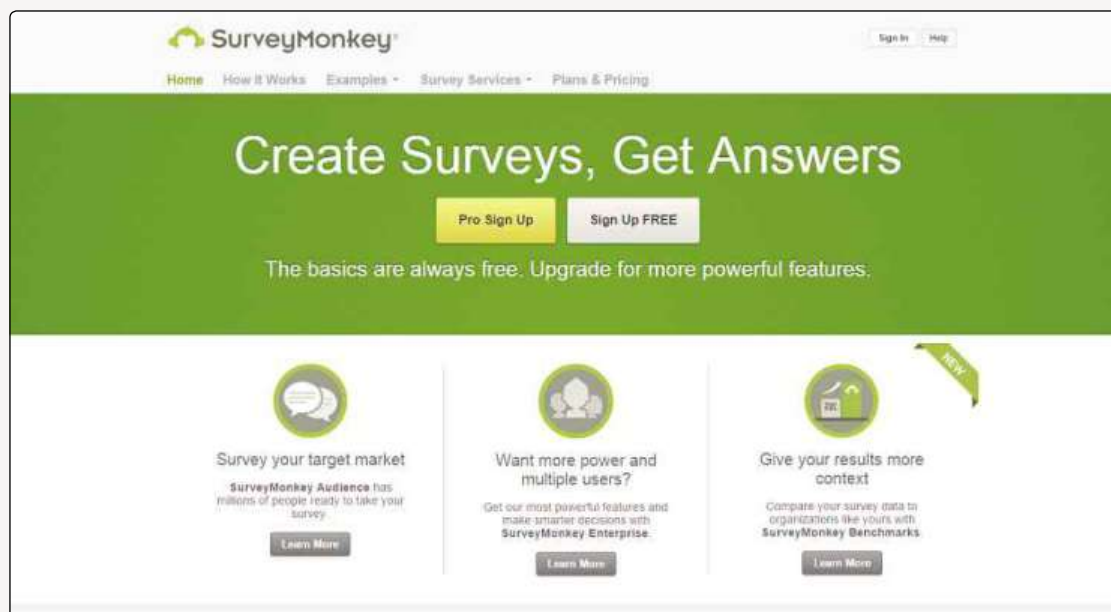 SurveyMonkey®
Sign In Help
Home How It Works Examples Survey Services Plans & Pricing
Create Surveys, Get Answers
Pro Sign Up Sign Up FREE
The basics are always free. Upgrade for more powerful features.
NEW
Survey your target market
SurveyMonkey Audience has
millions of people ready to take your
survey.
Learn More
Want more power and
multiple users?
Get our most powerful features and
make smarter decisions with
SurveyMonkey Enterprise.
Learn More
Give your results more
context
Compare your survey data to
organizations like yours with
SurveyMonkey Benchmarks
Learn More